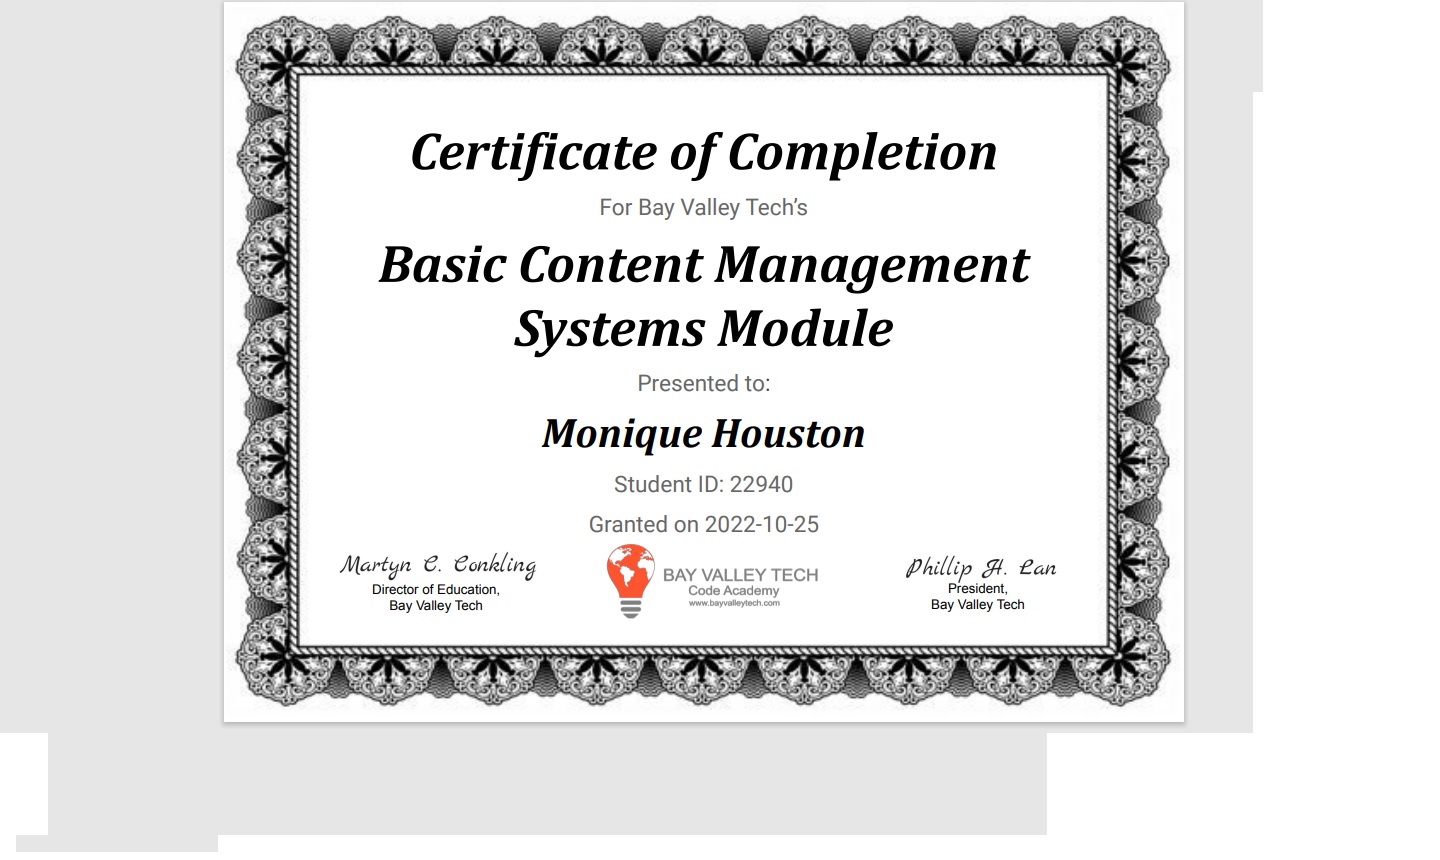 Certificate of Completion
For Bay Valley Tech’s
Basic Content Management
Systems Module
Presented to:
Monique Houston
Student ID: 22940
Granted on 2022-10-25
Martyn C. Conkling
Director of Education,
Bay Valley Tech
BAY VALLEY TECH
Code Academy
www.bayvalleytech.com
Phillip H. Lan
President,
Bay Valley Tech